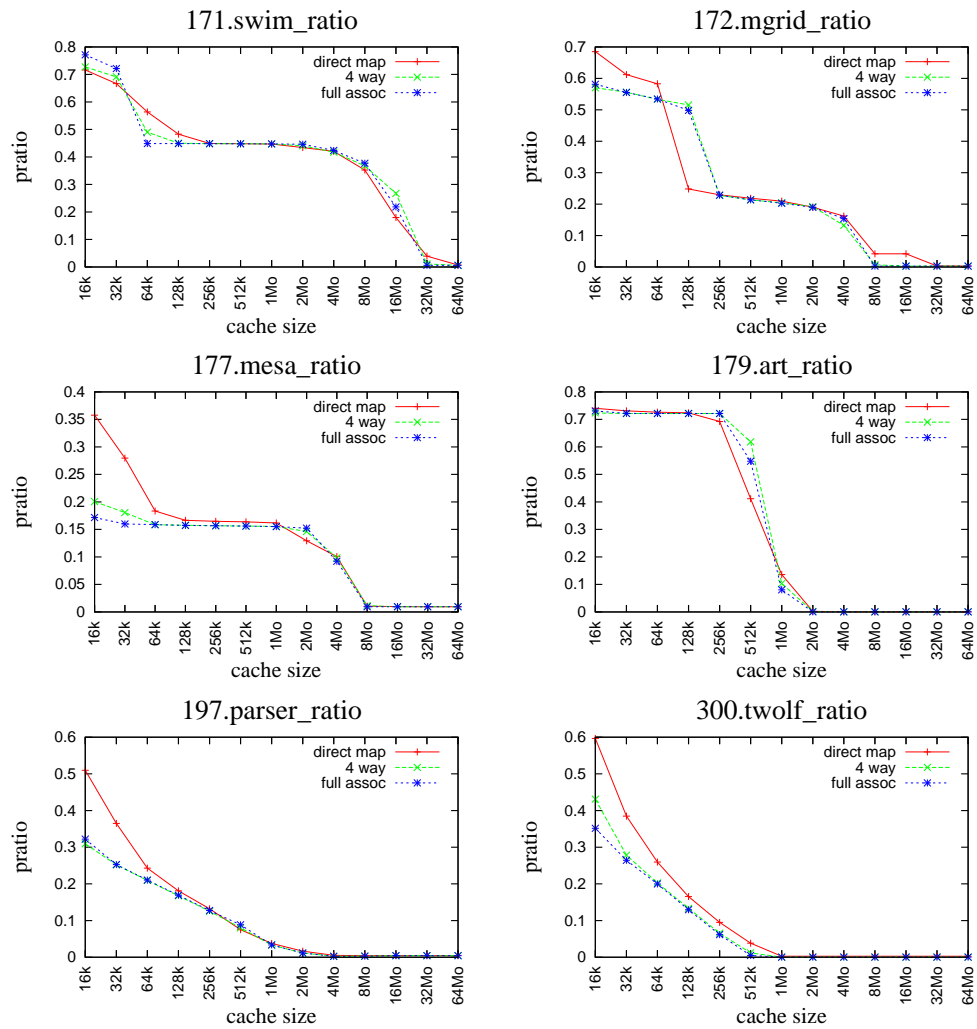 171.swim_ratio
pratio
0.8
0.7
0.6
0.5
0.4
0.3
0.2
0.1
0
direct map
4 way
full assoc
16k
32k
64k
128k
256k
512k
1Mo
2Mo
4Mo
8Mo
16Mo
32Mo
64Mo
cache size
172.mgrid_ratio
pratio
0.7
0.6
0.5
0.4
0.3
0.2
0.1
0
direct map
4 way
full assoc
16k
32k
64k
128k
256k
512k
1Mo
2Mo
4Mo
8Mo
16Mo
32Mo
64Mo
cache size
177.mesa_ratio
pratio
0.4
0.35
0.3
0.25
0.2
0.15
0.1
0.05
0
direct map
4 way
full assoc
16k
32k
64k
128k
256k
512k
1Mo
2Mo
4Mo
8Mo
16Mo
32Mo
64Mo
cache size
179.art_ratio
pratio
0.8
0.7
0.6
0.5
0.4
0.3
0.2
0.1
0
direct map
4 way
full assoc
16k
32k
64k
128k
256k
512k
1Mo
2Mo
4Mo
8Mo
16Mo
32Mo
64Mo
cache size
197.parser_ratio
pratio
0.6
0.5
0.4
0.3
0.2
0.1
0
direct map
4 way
full assoc
16k
32k
64k
128k
256k
512k
1Mo
2Mo
4Mo
8Mo
16Mo
32Mo
64Mo
cache size
300.twolf_ratio
pratio
0.6
0.5
0.4
0.3
0.2
0.1
0
direct map
4 way
full assoc
16k
32k
64k
128k
256k
512k
1Mo
2Mo
4Mo
8Mo
16Mo
32Mo
64Mo
cache size